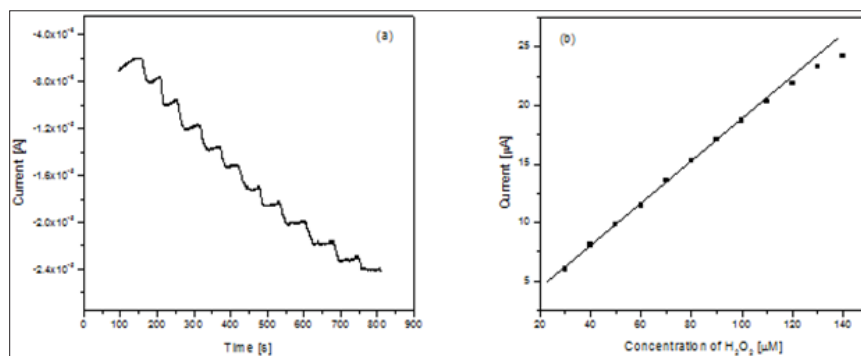 -4.0x10⁻⁶
-8.0x10⁻⁶
-1.2x10⁻⁵
-1.6x10⁻⁵
-2.0x10⁻⁵
-2.4x10⁻⁵
Current [A]
(a)
0 100 200 300 400 500 600 700 800 900
Time [s]
25
20
15
10
5
Current [µA]
(b)
20 40 60 80 100 120 140
Concentration of H₂O₂ [µM]